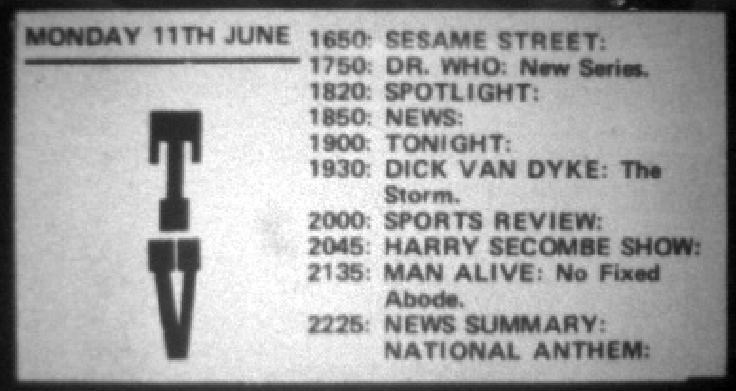 MONDAY 11TH JUNE
TV
1650: SESAME STREET:
1750: DR. WHO: New Series.
1820: SPOTLIGHT:
1850: NEWS:
1900: TONIGHT:
1930: DICK VAN DYKE: The
Storm.
2000: SPORTS REVIEW:
2045: HARRY SECOMBE SHOW:
2135: MAN ALIVE: No Fixed
Abode.
2225: NEWS SUMMARY:
NATIONAL ANTHEM: